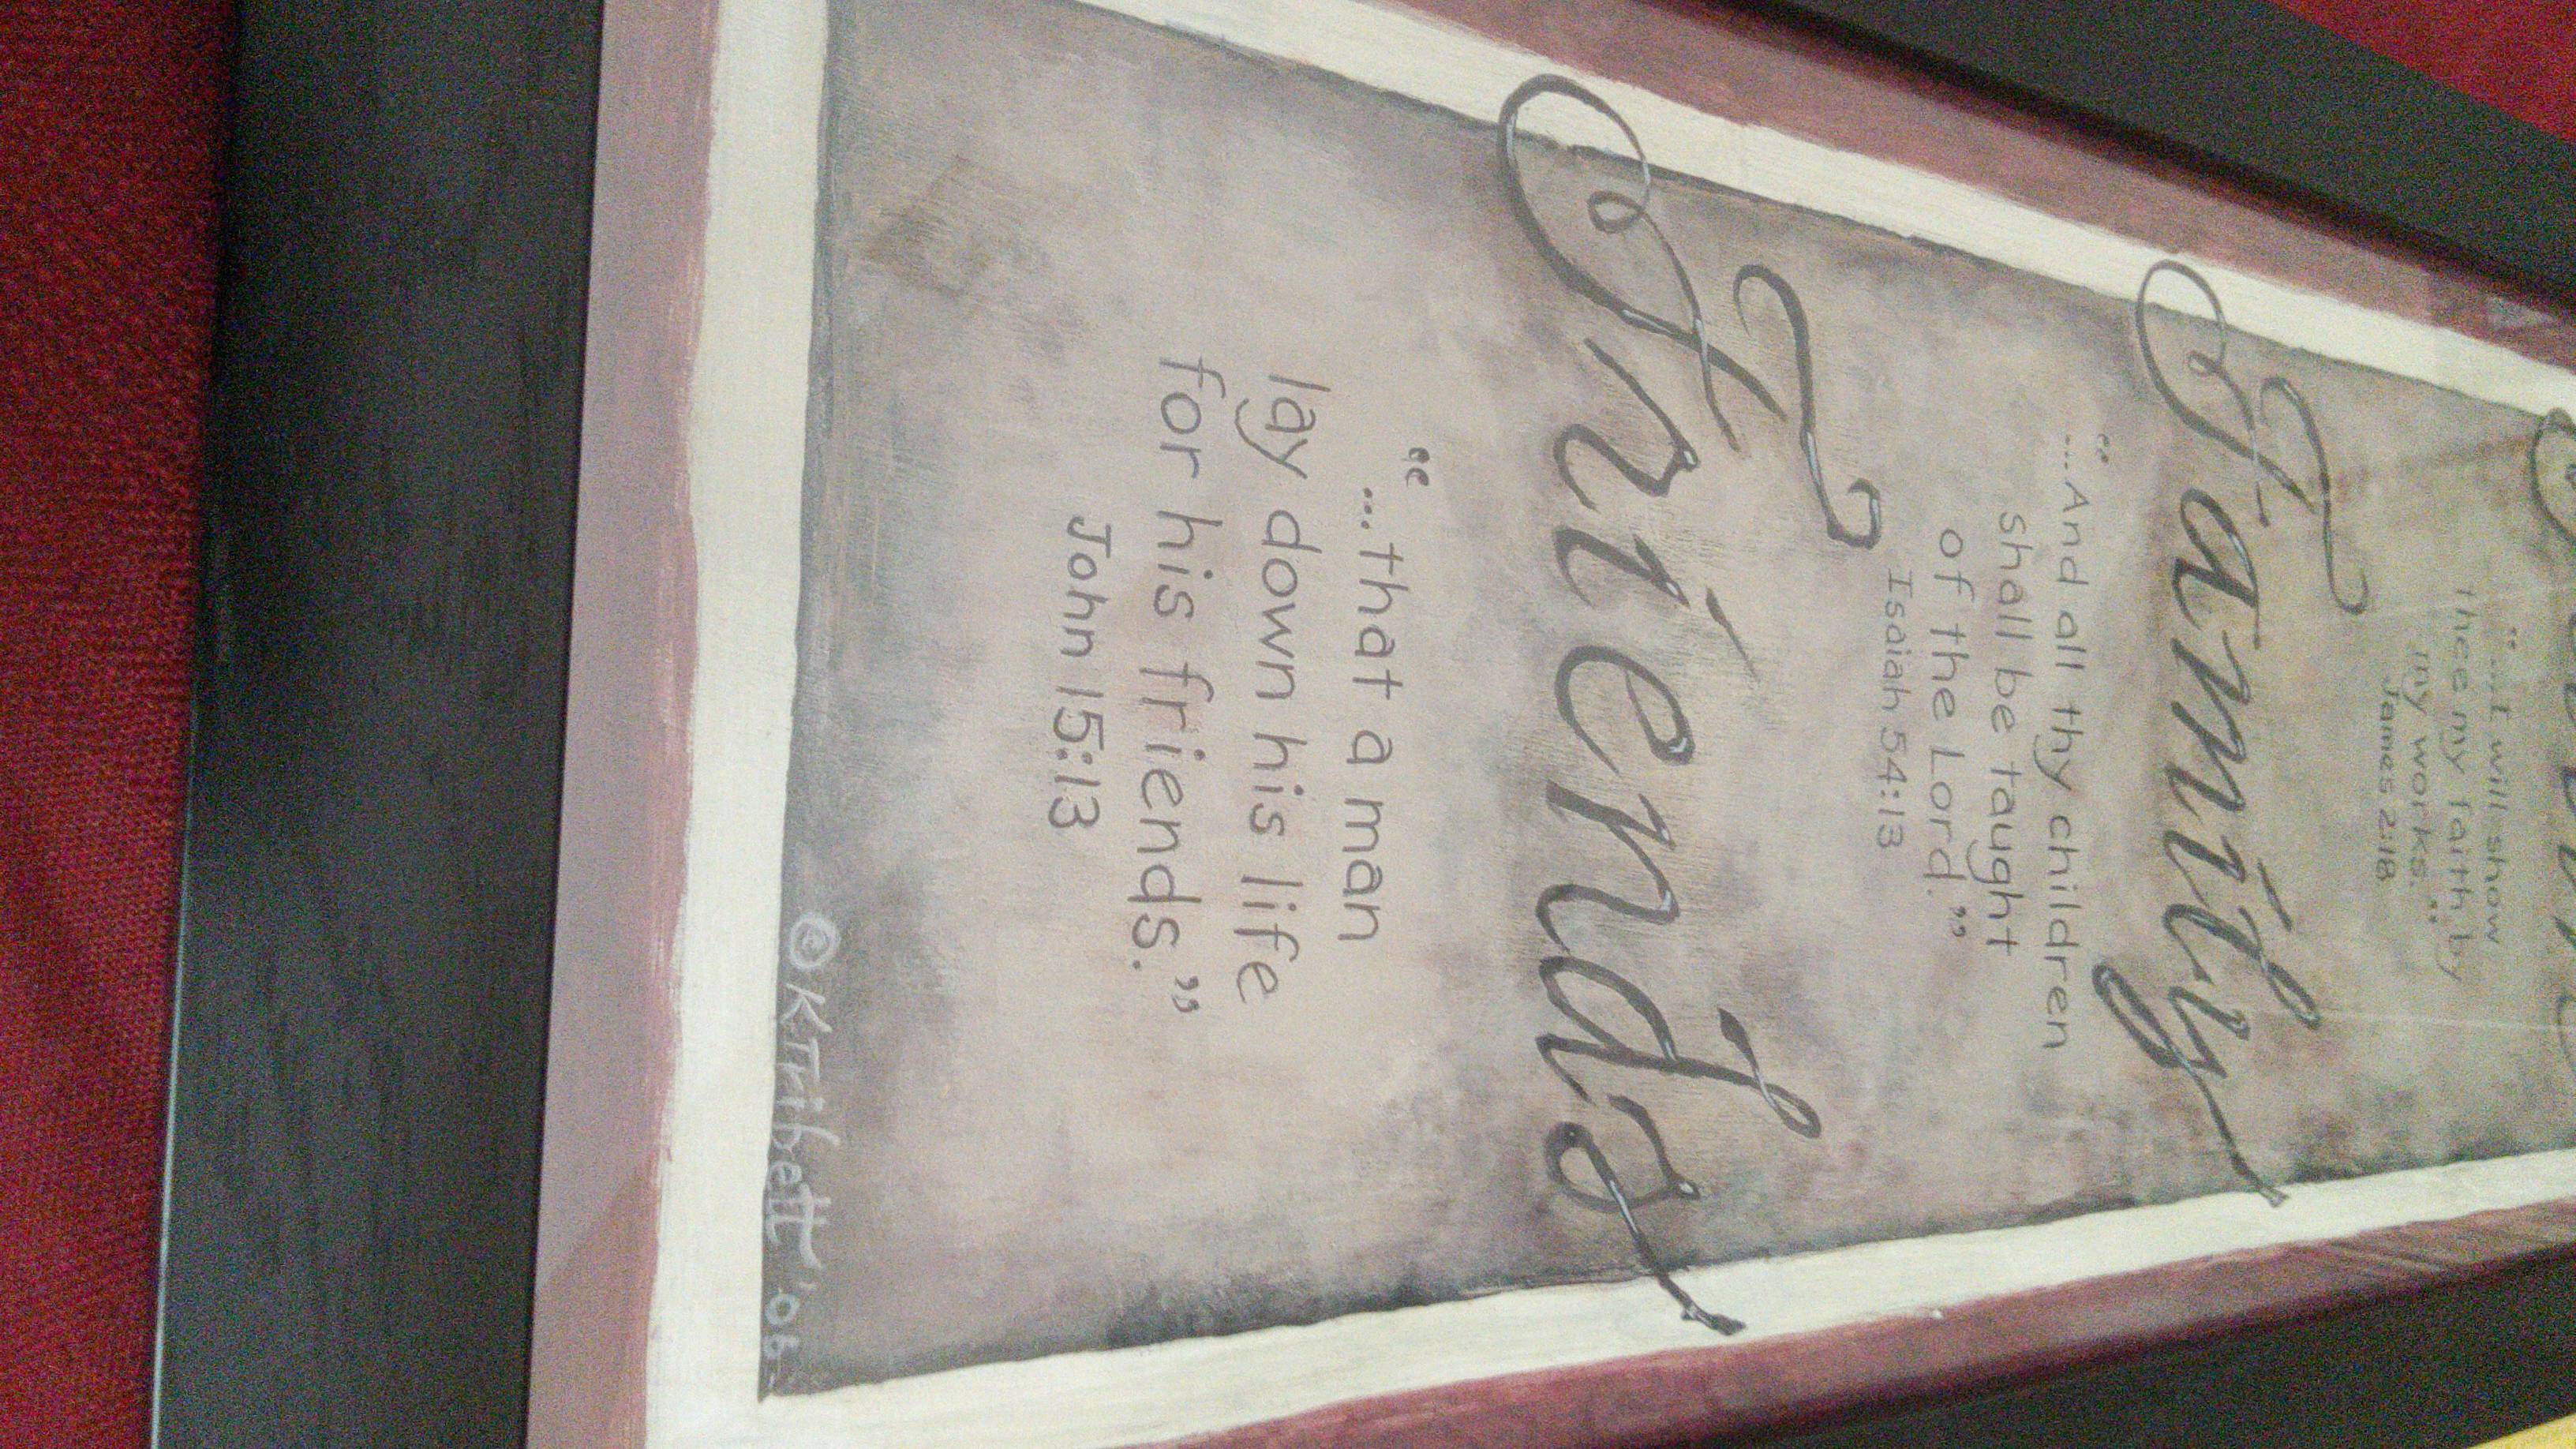 “ ....I will show
thee my faith by
my works.”
James 2:18
Family
“
...And all thy children
shall be taught
of the Lord.”
Isaiah 54:13
Friends
“
...that a man
lay down his life
for his friends.”
John 15:13
© KTribett '06